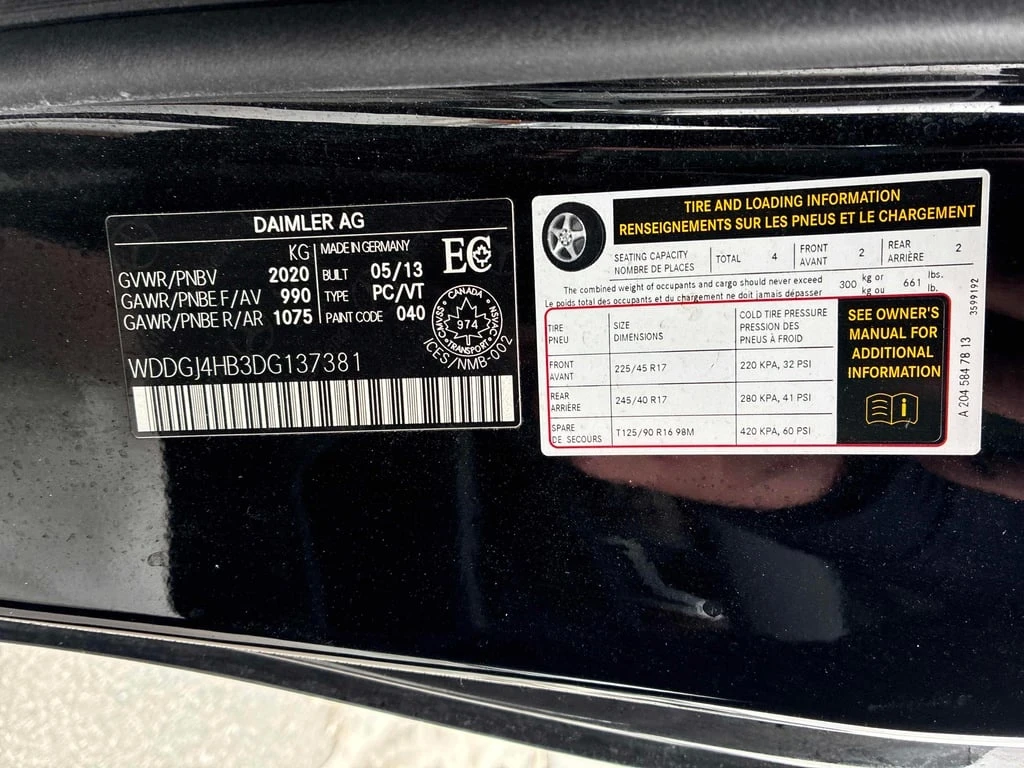 DAIMLER AG
KG
GVWR/PNBV 2020
GAWR/PNBE F/AV 990
GAWR/PNBE R/AR 1075
MADE IN GERMANY
BUILT 05/13
TYPE PC/VT
PAINT CODE 040
EC
CANADA
CMVSS
NSVAC
974
TRANSPORT
ICES/NMB-002
WDDGJ4HB3DG137381
TIRE AND LOADING INFORMATION
RENSEIGNEMENTS SUR LES PNEUS ET LE CHARGEMENT
SEATING CAPACITY
NOMBRE DE PLACES
TOTAL 4
FRONT
AVANT 2
REAR
ARRIÈRE 2
The combined weight of occupants and cargo should never exceed
Le poids total des occupants et du chargement ne doit jamais dépasser
300 kg or 661 lbs.
kg ou lb.
TIRE
PNEU
SIZE
DIMENSIONS
COLD TIRE PRESSURE
PRESSION DES
PNEUS À FROID
FRONT
AVANT
225/45 R17
220 KPA, 32 PSI
REAR
ARRIÈRE
245/40 R17
280 KPA, 41 PSI
SPARE
DE SECOURS
T125/90 R16 98M
420 KPA, 60 PSI
SEE OWNER'S
MANUAL FOR
ADDITIONAL
INFORMATION
i
3599192
A 204 584 78 13